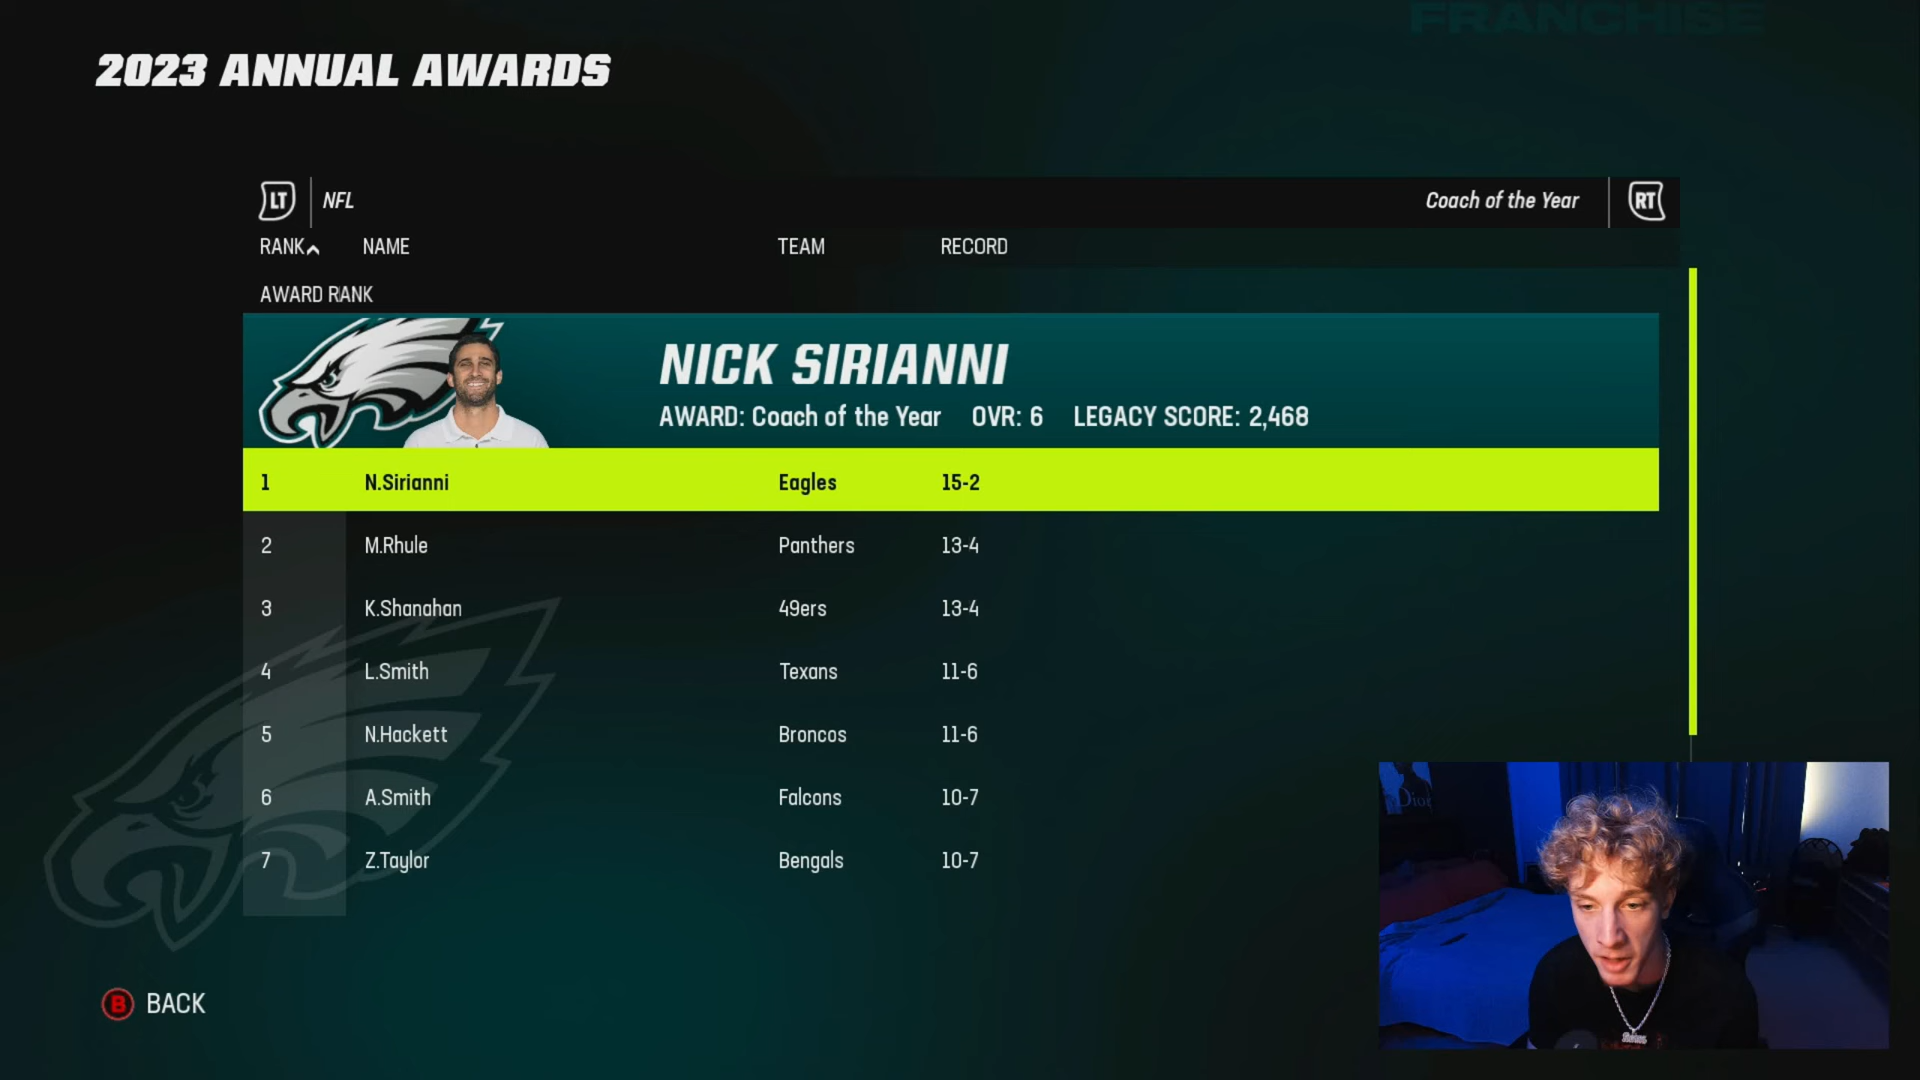 FRANCHISE
2023 ANNUAL AWARDS
LT NFL Coach of the Year RT
RANK NAME TEAM RECORD
AWARD RANK
NICK SIRIANNI
AWARD: Coach of the Year OVR: 6 LEGACY SCORE: 2,468
1 N.Sirianni Eagles 15-2
2 M.Rhule Panthers 13-4
3 K.Shanahan 49ers 13-4
4 L.Smith Texans 11-6
5 N.Hackett Broncos 11-6
6 A.Smith Falcons 10-7
7 Z.Taylor Bengals 10-7
Dior
B BACK